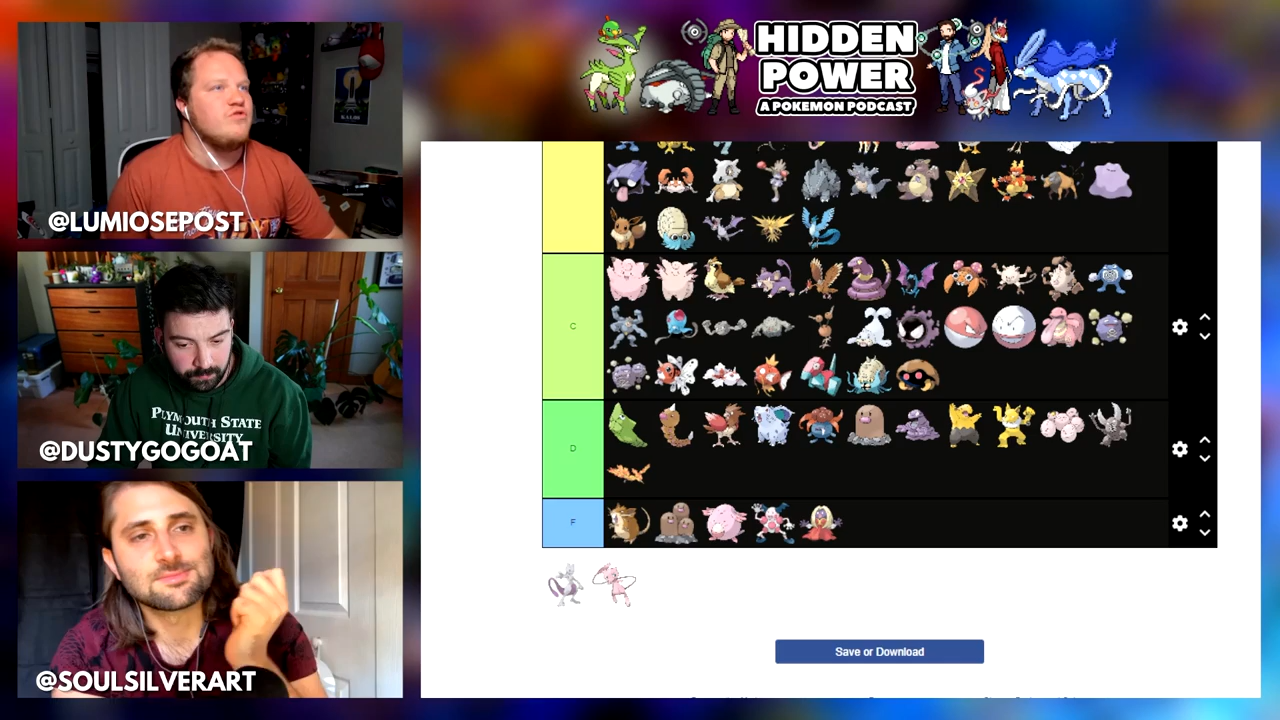 HIDDEN
POWER
A POKEMON PODCAST
@LUMIOSEPOST
PLYMOUTH STATE
UNIVERSITY
@DUSTYGOGOAT
@SOULSILVERART
C
D
F
Save or Download